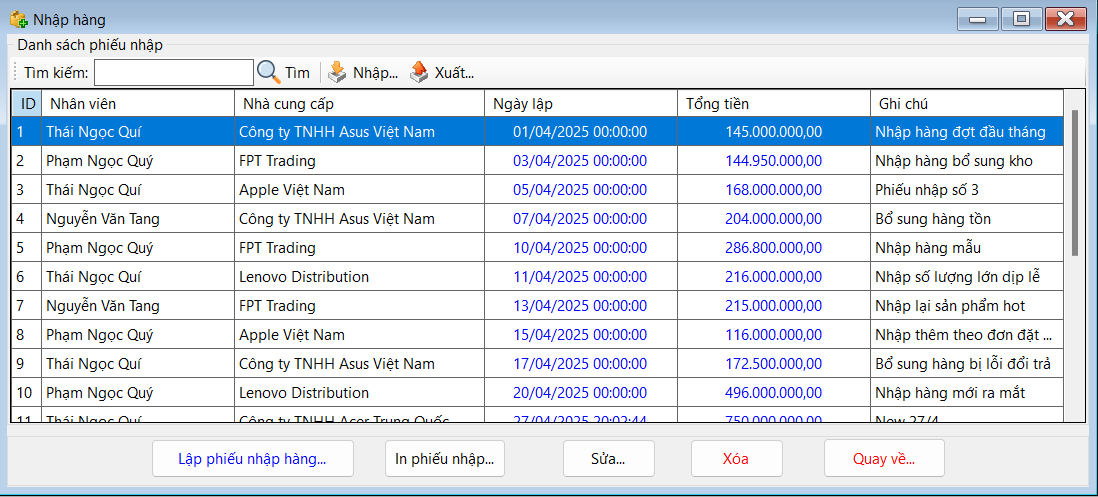 Nhập hàng
Danh sách phiếu nhập
Tìm kiếm: Tìm Nhập... Xuất...
ID Nhân viên Nhà cung cấp Ngày lập Tổng tiền Ghi chú
1 Thái Ngọc Quí Công ty TNHH Asus Việt Nam 01/04/2025 00:00:00 145.000.000,00 Nhập hàng đợt đầu tháng
2 Phạm Ngọc Quý FPT Trading 03/04/2025 00:00:00 144.950.000,00 Nhập hàng bổ sung kho
3 Thái Ngọc Quí Apple Việt Nam 05/04/2025 00:00:00 168.000.000,00 Phiếu nhập số 3
4 Nguyễn Văn Tang Công ty TNHH Asus Việt Nam 07/04/2025 00:00:00 204.000.000,00 Bổ sung hàng tồn
5 Phạm Ngọc Quý FPT Trading 10/04/2025 00:00:00 286.800.000,00 Nhập hàng mẫu
6 Thái Ngọc Quí Lenovo Distribution 11/04/2025 00:00:00 216.000.000,00 Nhập số lượng lớn dịp lễ
7 Nguyễn Văn Tang FPT Trading 13/04/2025 00:00:00 215.000.000,00 Nhập lại sản phẩm hot
8 Phạm Ngọc Quý Apple Việt Nam 15/04/2025 00:00:00 116.000.000,00 Nhập thêm theo đơn đặt ...
9 Thái Ngọc Quí Công ty TNHH Asus Việt Nam 17/04/2025 00:00:00 172.500.000,00 Bổ sung hàng bị lỗi đổi trả
10 Phạm Ngọc Quý Lenovo Distribution 20/04/2025 00:00:00 496.000.000,00 Nhập hàng mới ra mắt
11 Thái Ngọc Quí Công ty TNHH Acer Trung Quốc 27/04/2025 20:02:44 750.000.000,00 New 27/4
Lập phiếu nhập hàng... In phiếu nhập... Sửa... Xóa Quay về...